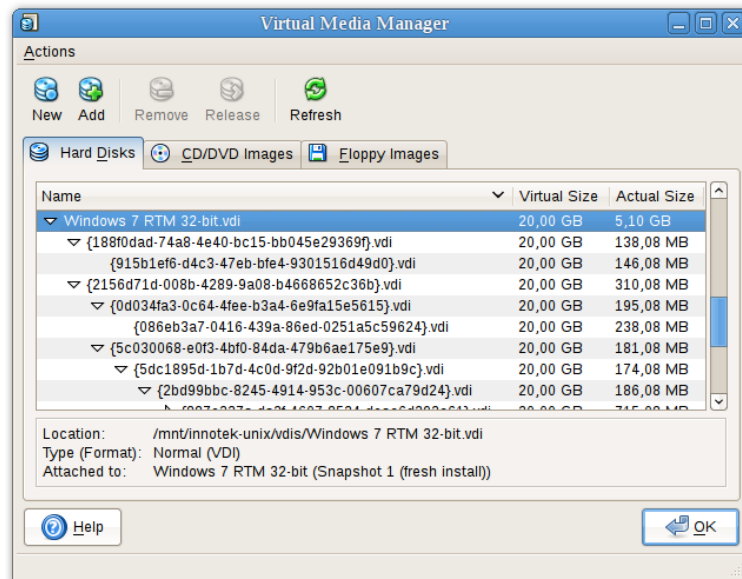 Virtual Media Manager
Actions
New Add Remove Release Refresh
Hard Disks CD/DVD Images Floppy Images
Name Virtual Size Actual Size
Windows 7 RTM 32-bit.vdi 20,00 GB 5,10 GB
{188f0dad-74a8-4e40-bc15-bb045e29369f}.vdi 20,00 GB 138,08 MB
{915b1ef6-d4c3-47eb-bfe4-9301516d49d0}.vdi 20,00 GB 146,08 MB
{2156d71d-008b-4289-9a08-b4668652c36b}.vdi 20,00 GB 310,08 MB
{0d034fa3-0c64-4fee-b3a4-6e9fa15e5615}.vdi 20,00 GB 195,08 MB
{086eb3a7-0416-439a-86ed-0251a5c59624}.vdi 20,00 GB 238,08 MB
{5c030068-e0f3-4bf0-84da-479b6ae175e9}.vdi 20,00 GB 181,08 MB
{5dc1895d-1b7d-4c0d-9f2d-92b01e091b9c}.vdi 20,00 GB 174,08 MB
{2bd99bbc-8245-4914-953c-00607ca79d24}.vdi 20,00 GB 186,08 MB
20,00 GB 715,08 MB
Location: /mnt/innotek-unix/vdis/Windows 7 RTM 32-bit.vdi
Type (Format): Normal (VDI)
Attached to: Windows 7 RTM 32-bit (Snapshot 1 (fresh install))
Help OK